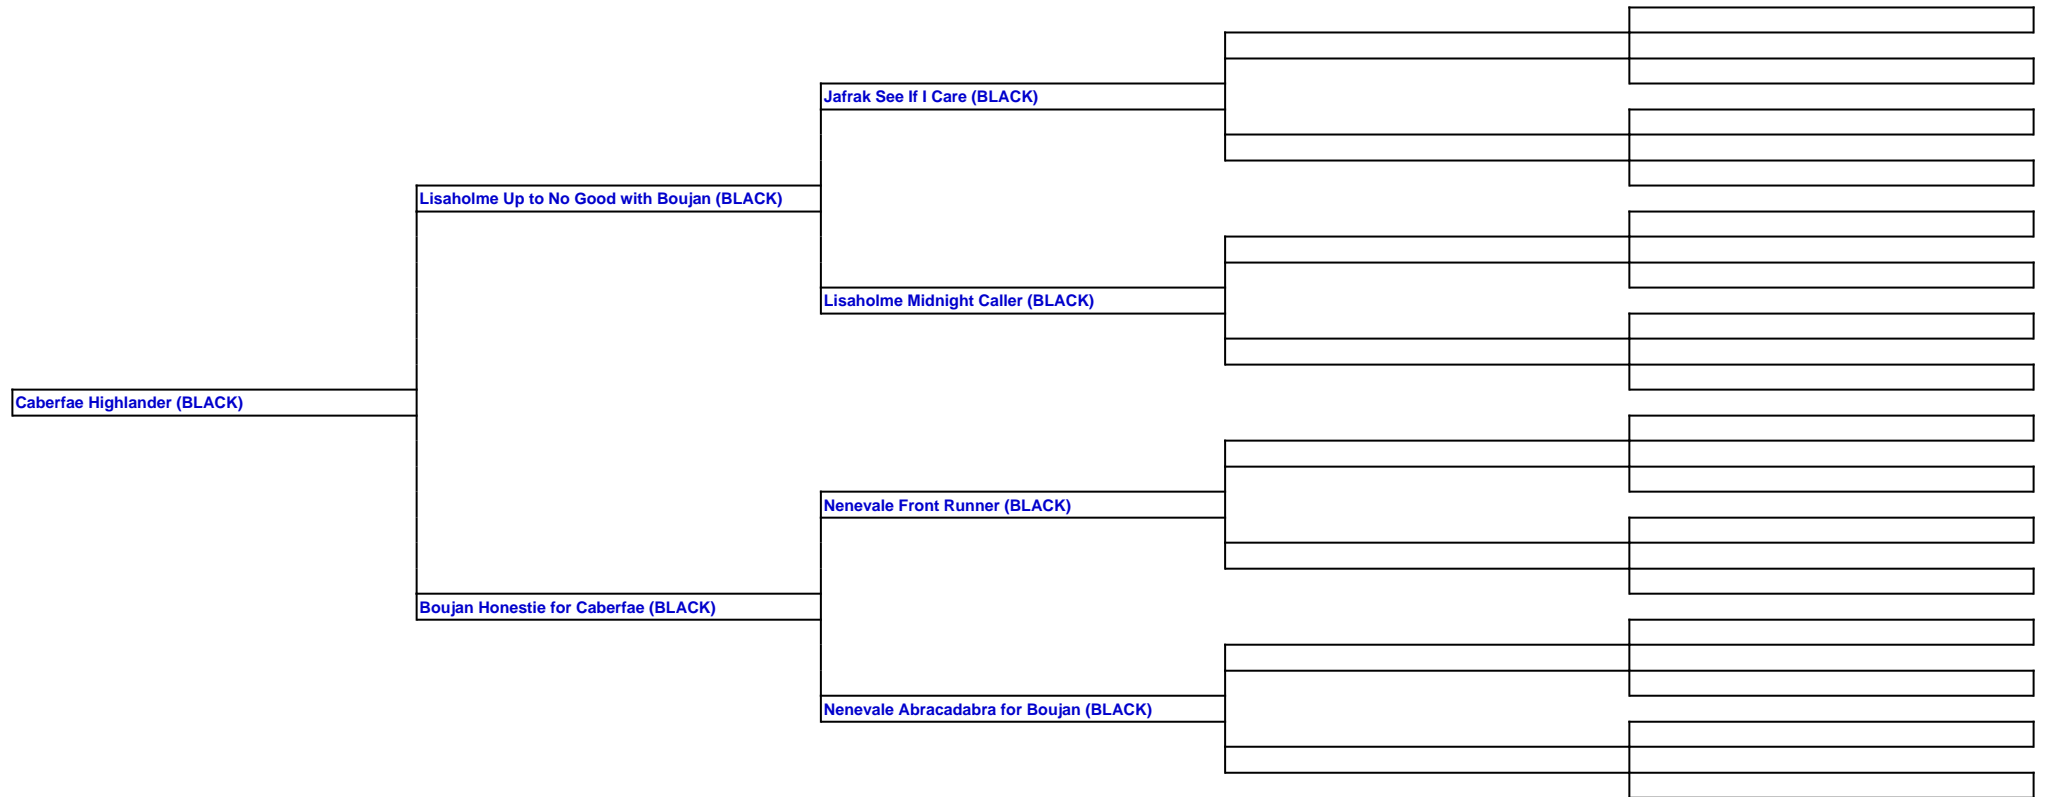 Jafrak See If I Care (BLACK)
Lisaholme Up to No Good with Boujan (BLACK)
Lisaholme Midnight Caller (BLACK)
Caberfae Highlander (BLACK)
Nenevale Front Runner (BLACK)
Boujan Honestie for Caberfae (BLACK)
Nenevale Abracadabra for Boujan (BLACK)